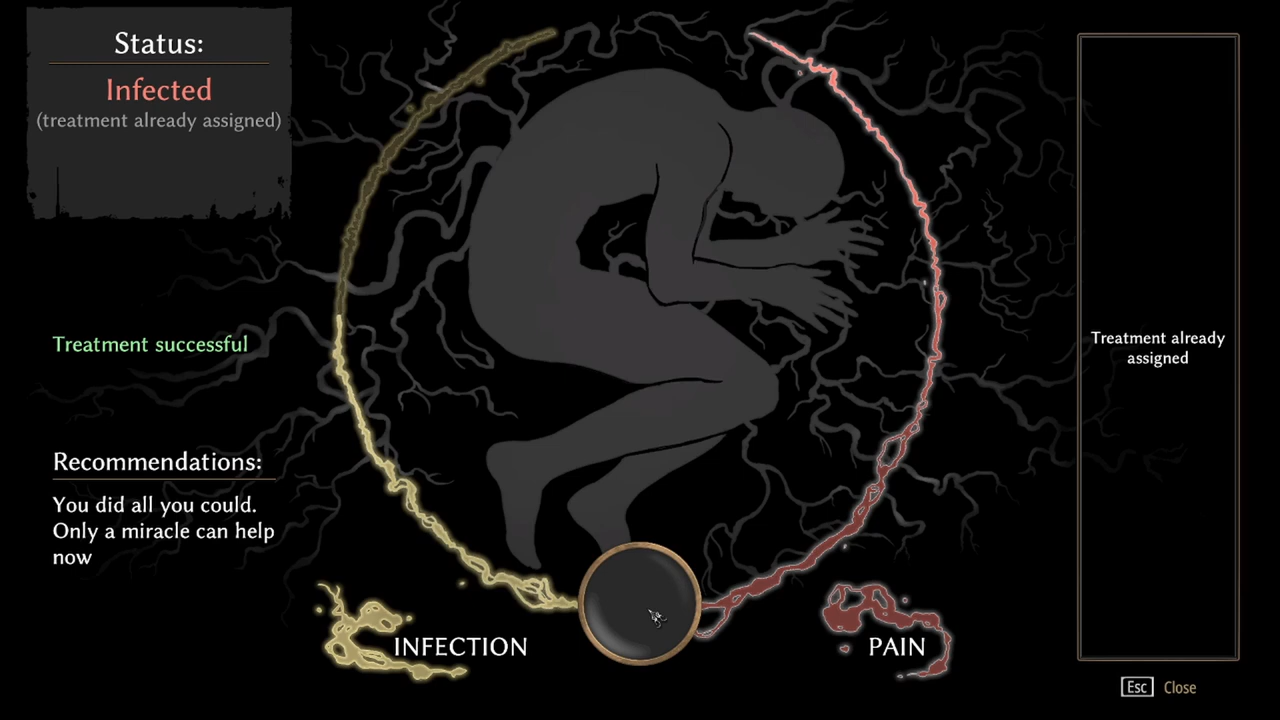 Status:
Infected
(treatment already assigned)
Treatment successful
Recommendations:
You did all you could.
Only a miracle can help
now
INFECTION
PAIN
Treatment already
assigned
Esc Close